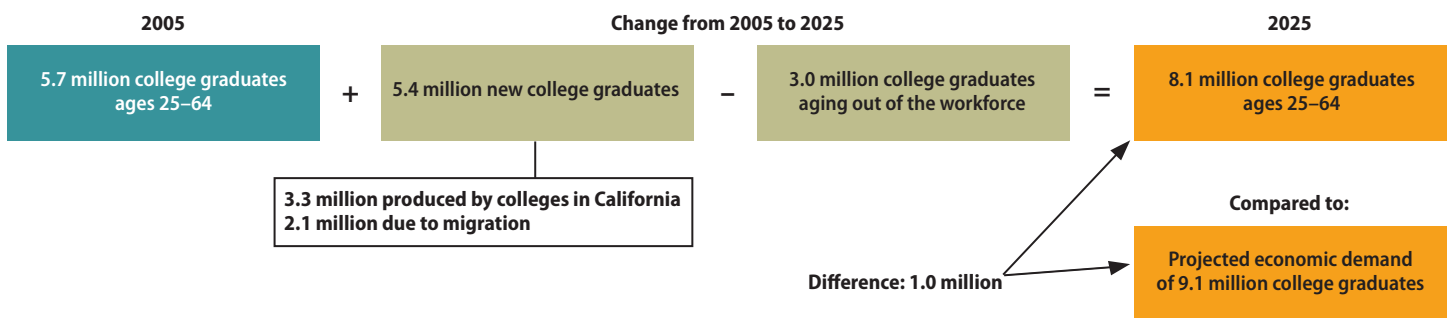 2005
Change from 2005 to 2025
2025
5.7 million college graduates
ages 25–64
+
5.4 million new college graduates
–
3.0 million college graduates
aging out of the workforce
=
8.1 million college graduates
ages 25–64
3.3 million produced by colleges in California
2.1 million due to migration
Compared to:
Difference: 1.0 million
Projected economic demand
of 9.1 million college graduates